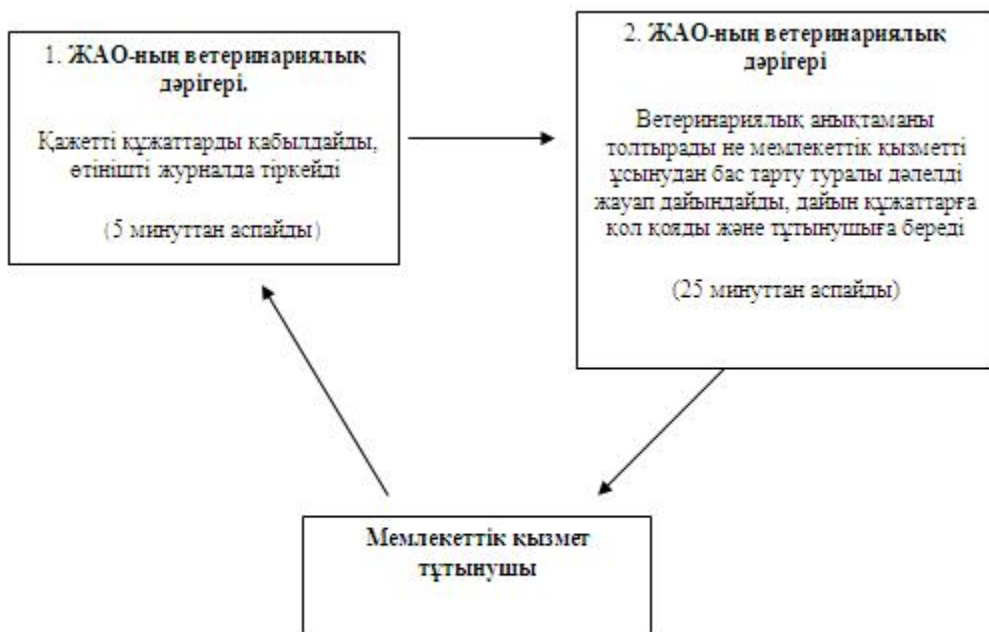 1. ЖАО-ның ветеринариялық
дәрігері.
Қажетті құжаттарды қабылдайды,
өтінішті журналда тіркейді
(5 минуттан аспайды)
2. ЖАО-ның ветеринариялық
дәрігері
Ветеринариялық анықтаманы
толтырады не мемлекеттік қызметті
ұсынудан бас тарту туралы дәлелді
жауап дайындайды, дайын құжаттарға
қол қояды және тұтынушыға береді
(25 минуттан аспайды)
Мемлекеттік қызмет
тұтынушы